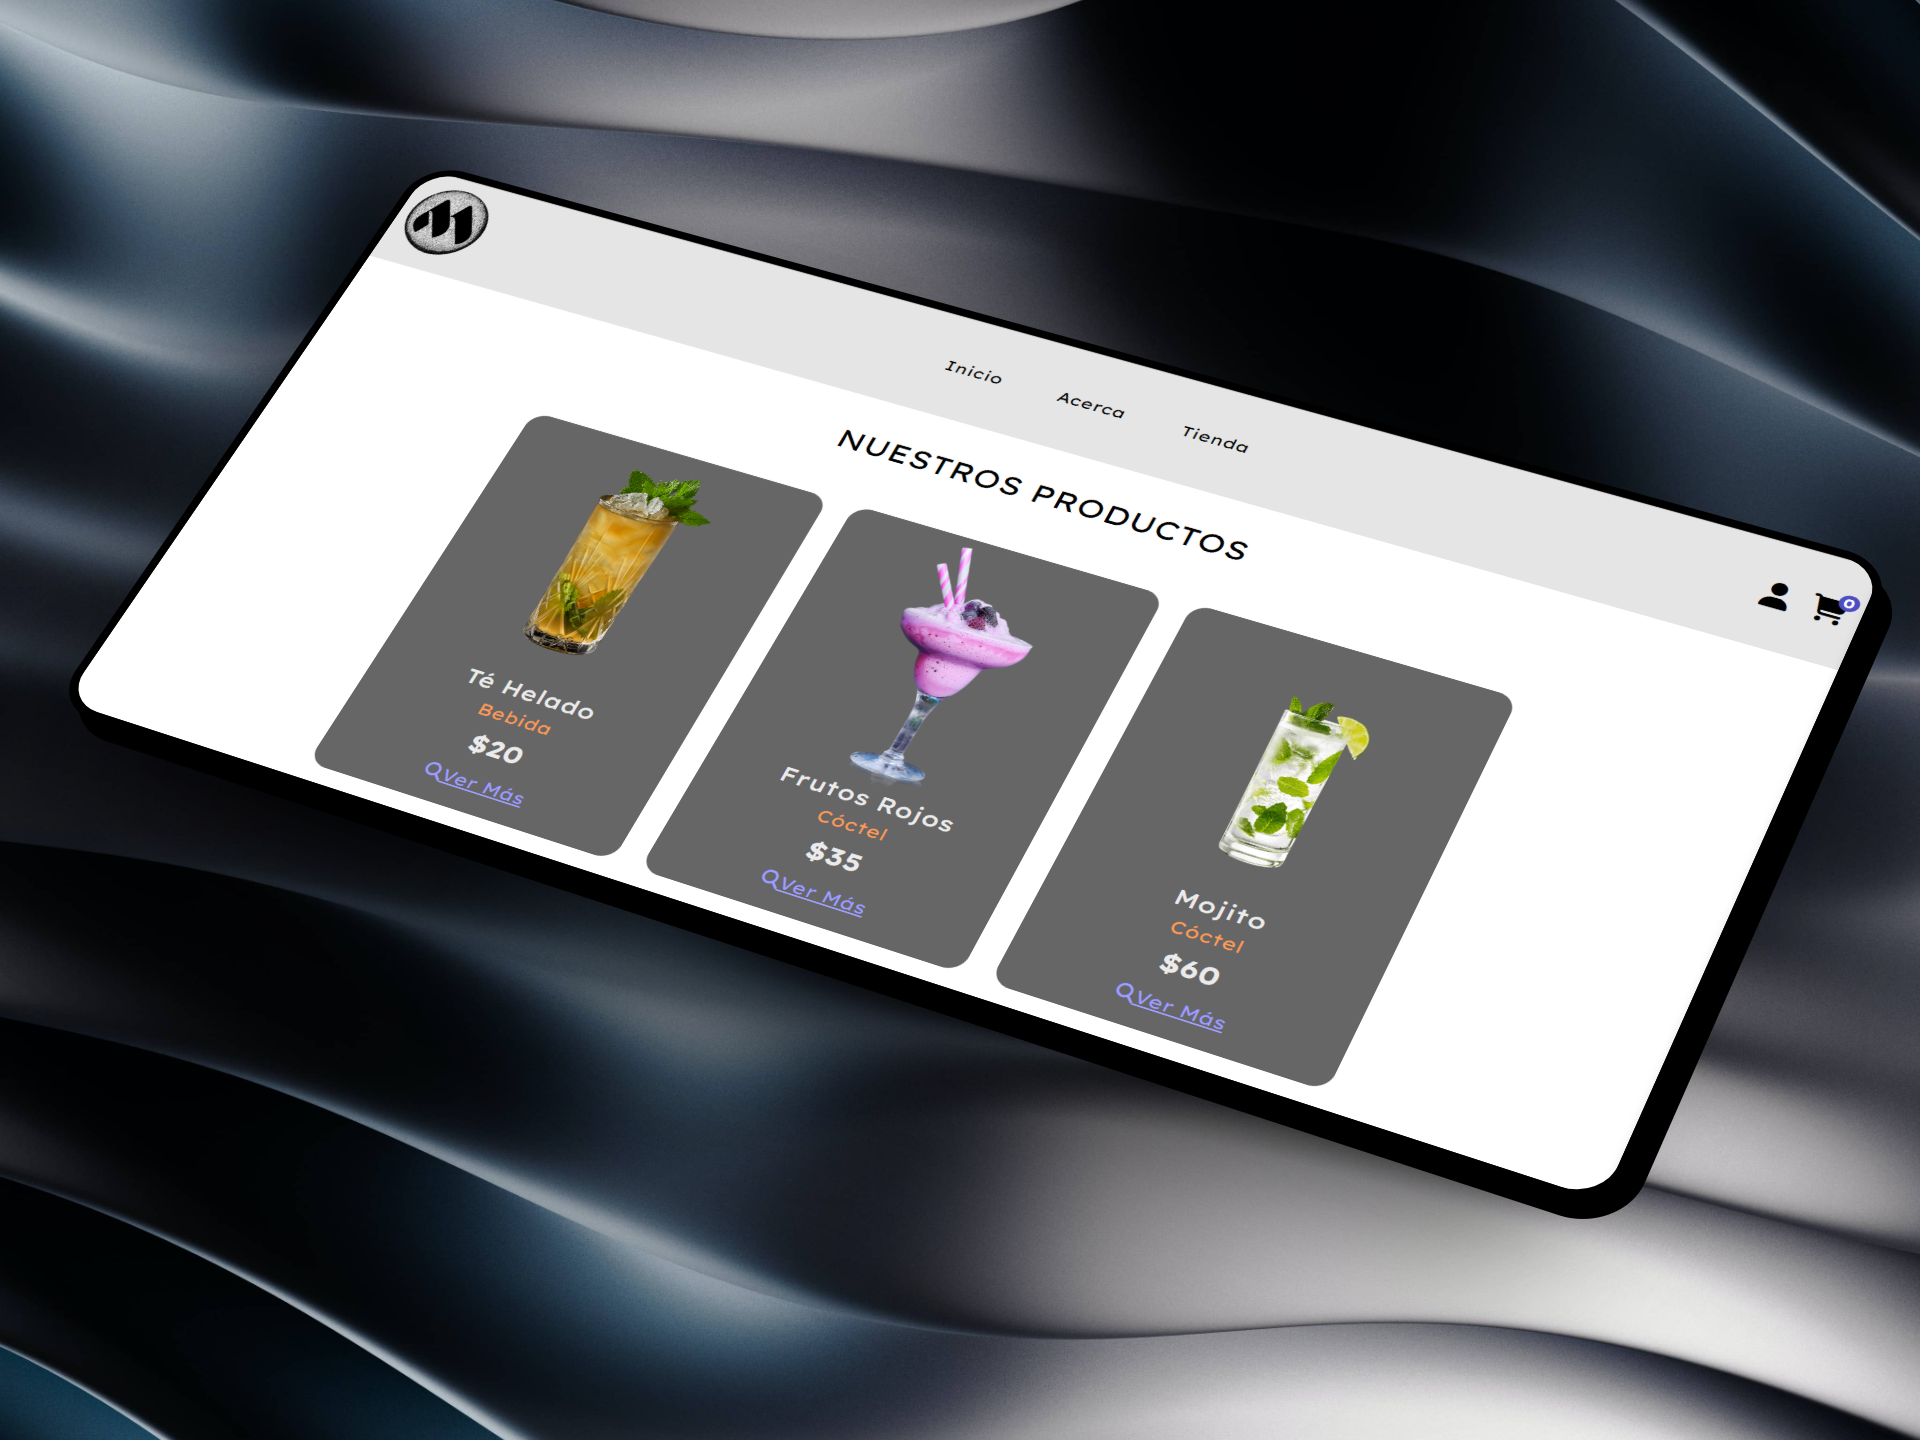 Inicio
Acerca
Tienda
0
NUESTROS PRODUCTOS
Té Helado
Bebida
$20
Ver Más
Frutos Rojos
Cóctel
$35
Ver Más
Mojito
Cóctel
$60
Ver Más